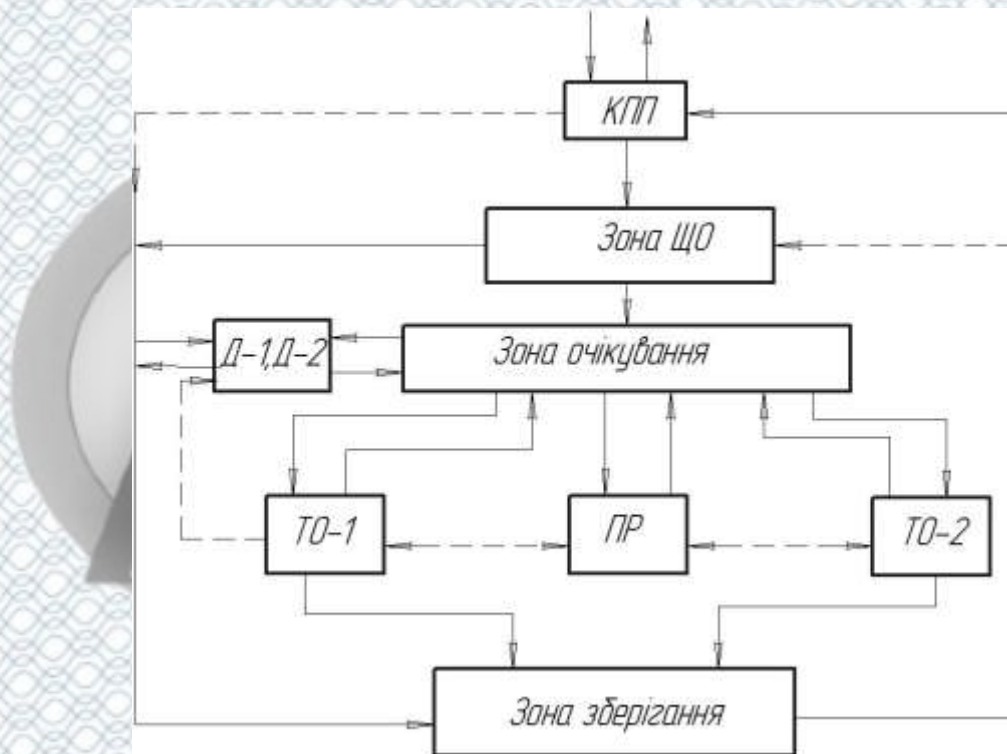 КПП
Зона ЩО
Д-1,Д-2
Зона очікування
ТО-1
ПР
ТО-2
Зона зберігання